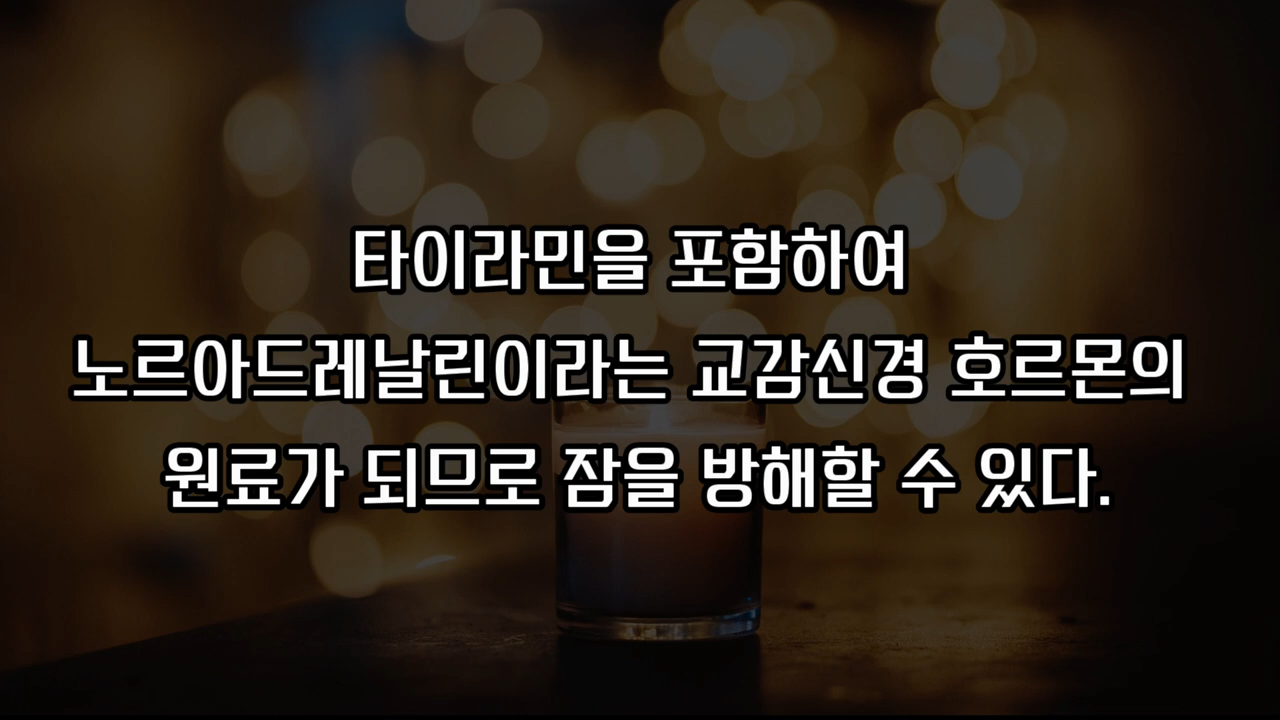 타이라민을 포함하여
노르아드레날린이라는 교감신경 호르몬의
원료가 되므로 잠을 방해할 수 있다.